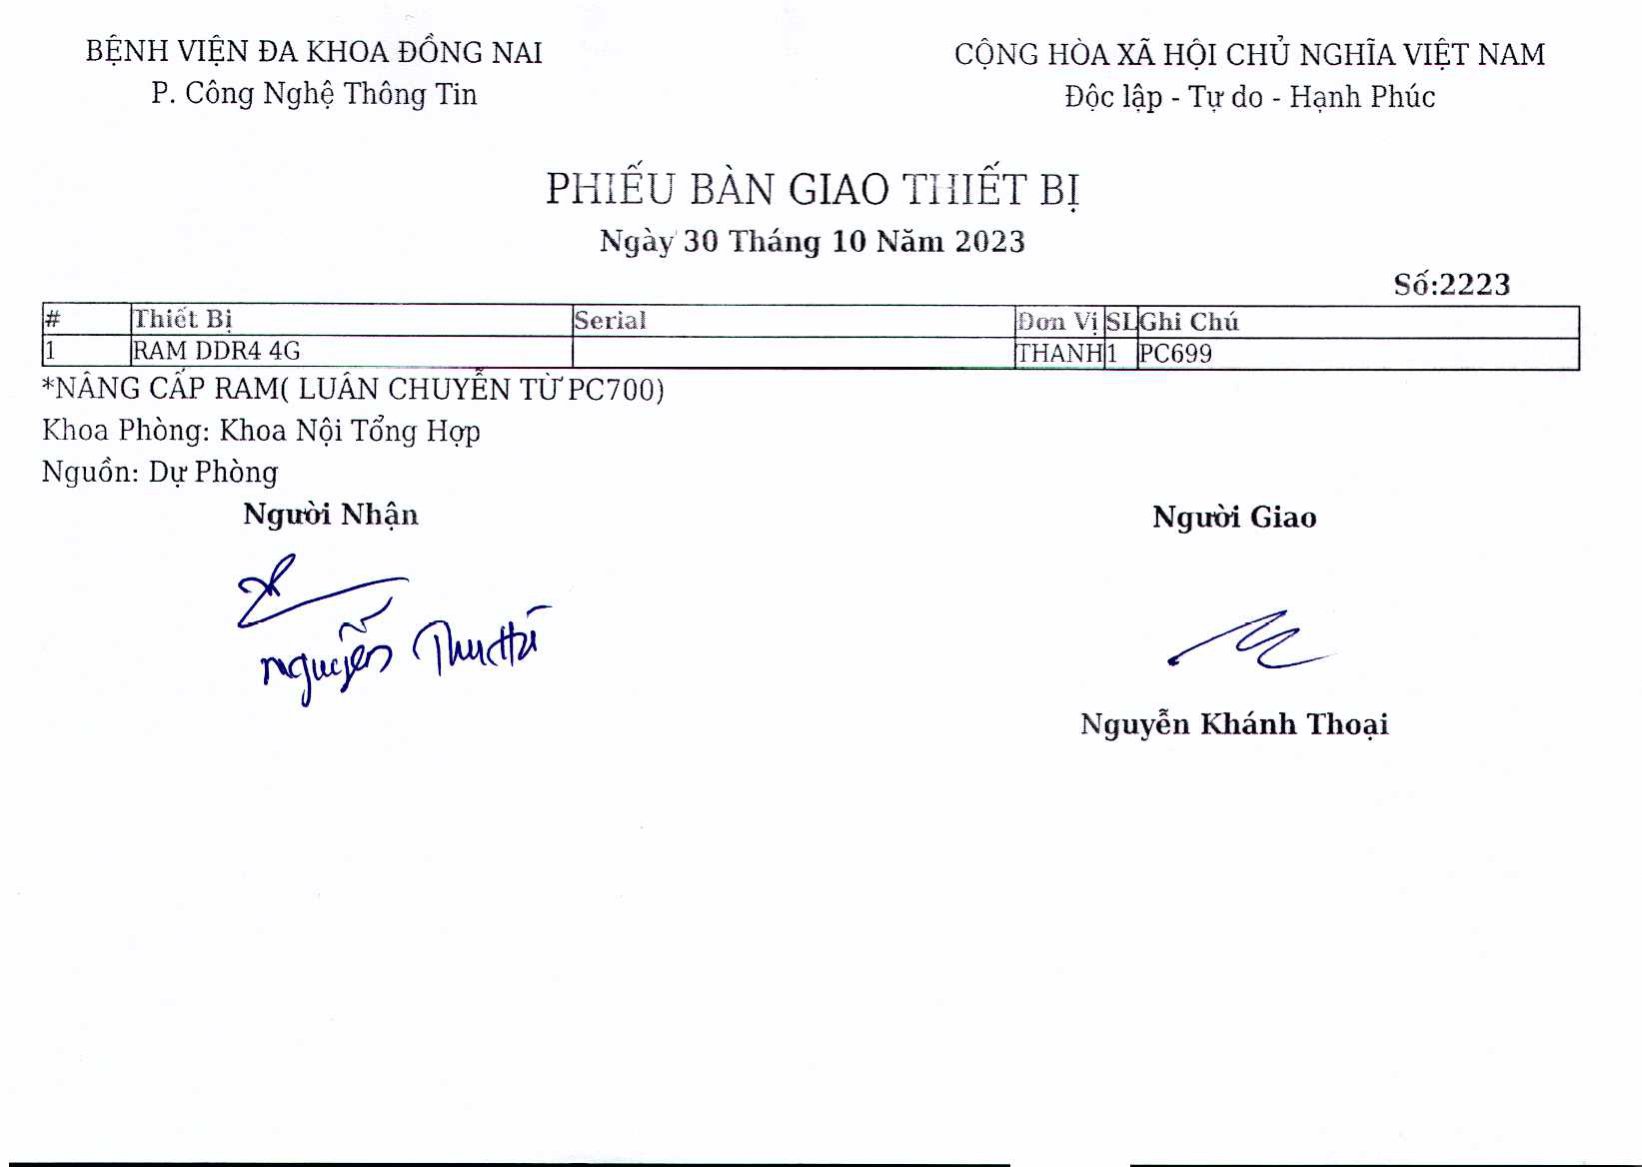 BỆNH VIỆN ĐA KHOA ĐỒNG NAI
P. Công Nghệ Thông Tin
CỘNG HÒA XÃ HỘI CHỦ NGHĨA VIỆT NAM
Độc lập - Tự do - Hạnh Phúc
PHIẾU BÀN GIAO THIẾT BỊ
Ngày 30 Tháng 10 Năm 2023
Số:2223
# Thiết Bị Serial Đơn Vị SL Ghi Chú
1 RAM DDR4 4G THANH 1 PC699
*NÂNG CẤP RAM( LUÂN CHUYỂN TỪ PC700)
Khoa Phòng: Khoa Nội Tổng Hợp
Nguồn: Dự Phòng
Người Nhận
Người Giao
Nguyễn Thu Hà
Nguyễn Khánh Thoại